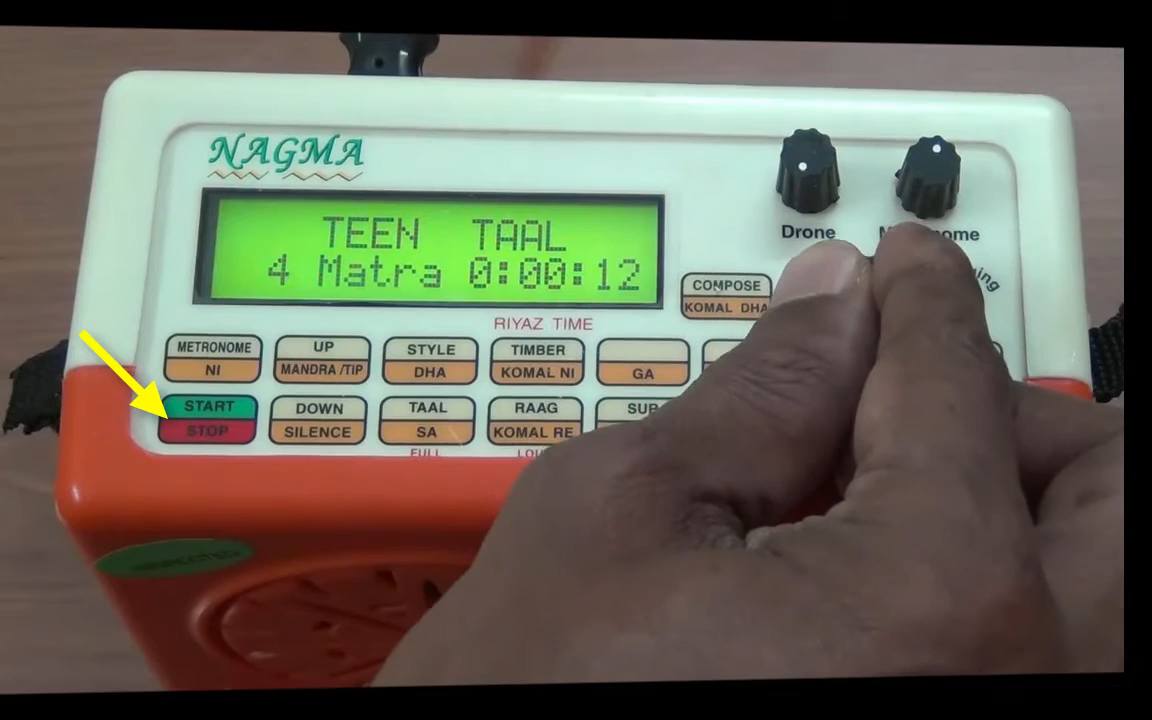 NAGMA
TEEN TAAL
4 Matra 0:00:12
Drone
RIYAZ TIME
COMPOSE
KOMAL DHA
METRONOME
NI
UP
MANDRA /TIP
STYLE
DHA
TIMBER
KOMAL NI
GA
START
STOP
DOWN
SILENCE
TAAL
SA
RAAG
KOMAL RE
SUR
FULL